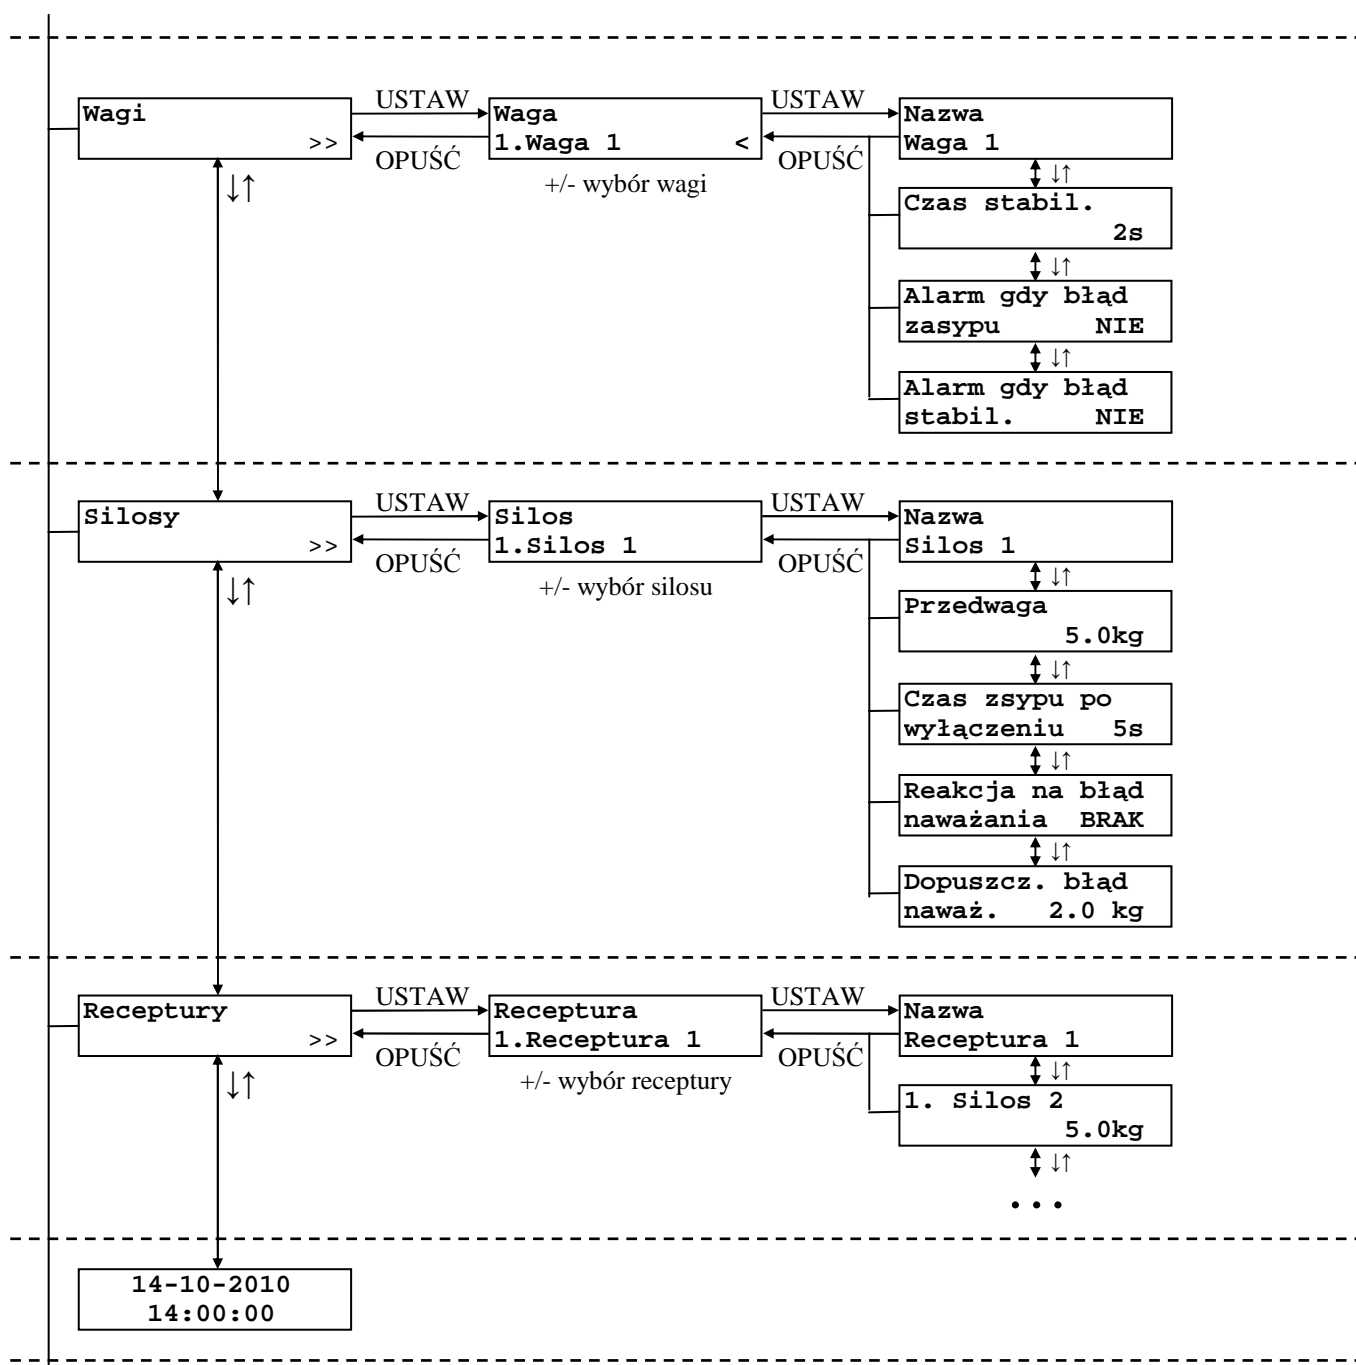 Wagi
>>
USTAW
OPUŚĆ
Waga
1.Waga 1 <
+/- wybór wagi
USTAW
OPUŚĆ
Nazwa
Waga 1
↓↑
Czas stabil.
2s
↓↑
Alarm gdy błąd
zasypu NIE
↓↑
Alarm gdy błąd
stabil. NIE
↓↑
Silosy
>>
USTAW
OPUŚĆ
Silos
1.Silos 1
+/- wybór silosu
USTAW
OPUŚĆ
Nazwa
Silos 1
↓↑
Przedwaga
5.0kg
↓↑
Czas zsypu po
wyłączeniu 5s
↓↑
Reakcja na błąd
naważania BRAK
↓↑
Dopuszcz. błąd
naważ. 2.0 kg
↓↑
Receptury
>>
USTAW
OPUŚĆ
Receptura
1.Receptura 1
+/- wybór receptury
USTAW
OPUŚĆ
Nazwa
Receptura 1
↓↑
1. Silos 2
5.0kg
↓↑
...
↓↑
14-10-2010
14:00:00